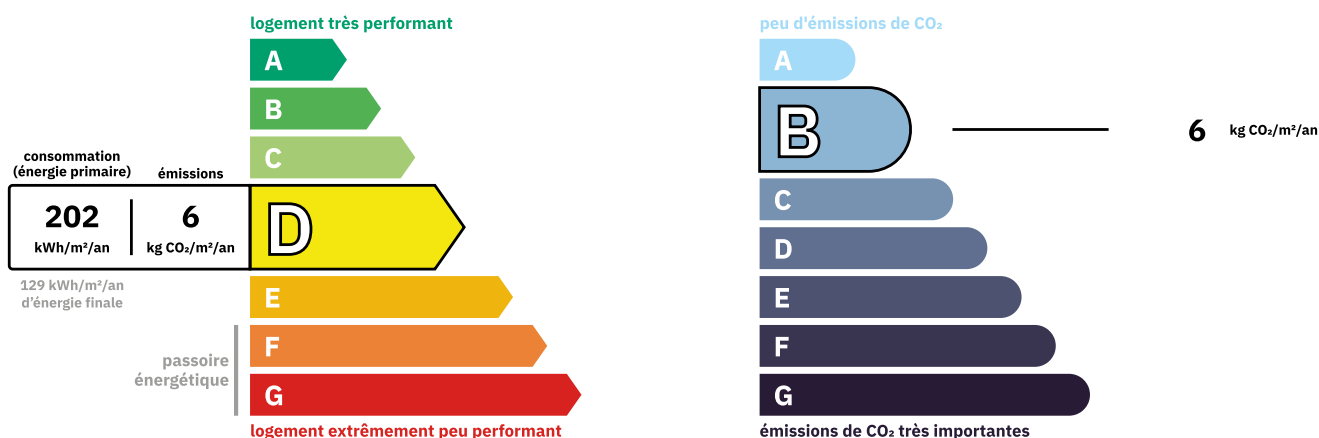 logement très performant
A
B
C
consommation
(énergie primaire)
émissions
202
kWh/m²/an
6
kg CO₂/m²/an
D
129 kWh/m²/an
d'énergie finale
E
passoire
énergétique
F
G
logement extrêmement peu performant
peu d'émissions de CO₂
A
B
6 kg CO₂/m²/an
C
D
E
F
G
émissions de CO₂ très importantes